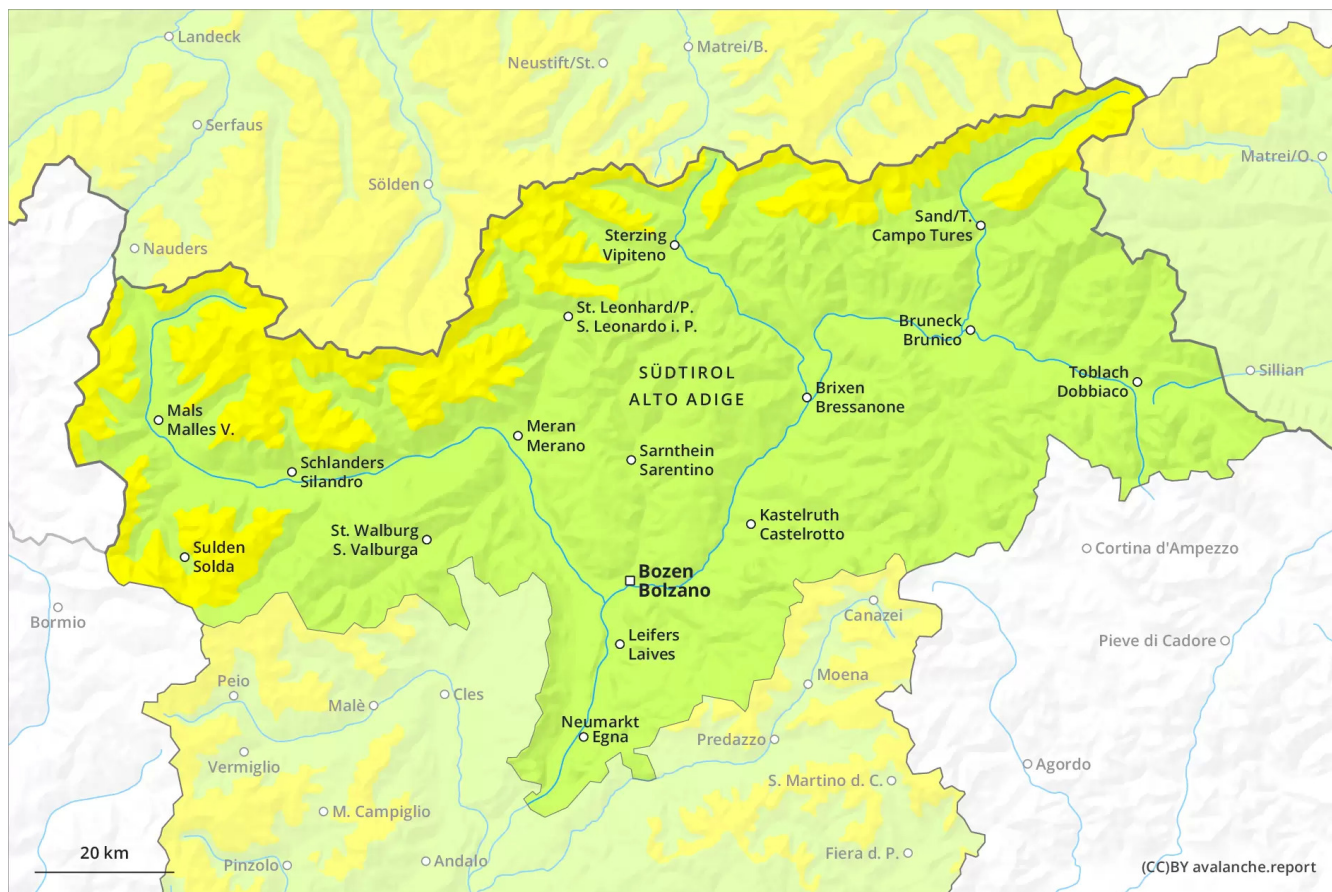 Landeck
Matrei/B.
Neustift/St.
Serfaus
Matrei/O.
Sölden
Sand/T.
Campo Tures
Sterzing
Vipiteno
Nauders
St. Leonhard/P.
S. Leonardo i. P.
Bruneck
Brunico
SÜDTIROL
ALTO ADIGE
Toblach
Dobbiaco
Sillian
Brixen
Bressanone
Mals
Malles V.
Meran
Merano
Sarnthein
Sarentino
Schlanders
Silandro
Kastelruth
Castelrotto
St. Walburg
S. Valburga
Sulden
Solda
Cortina d'Ampezzo
Bozen
Bolzano
Bormio
Canazei
Leifers
Laives
Pieve di Cadore
Peio
Moena
Malè
Cles
Neumarkt
Egna
Predazzo
Vermiglio
Agordo
S. Martino d. C.
M. Campiglio
20 km
Pinzolo
Andalo
Fiera d. P.
(CC)BY avalanche.report